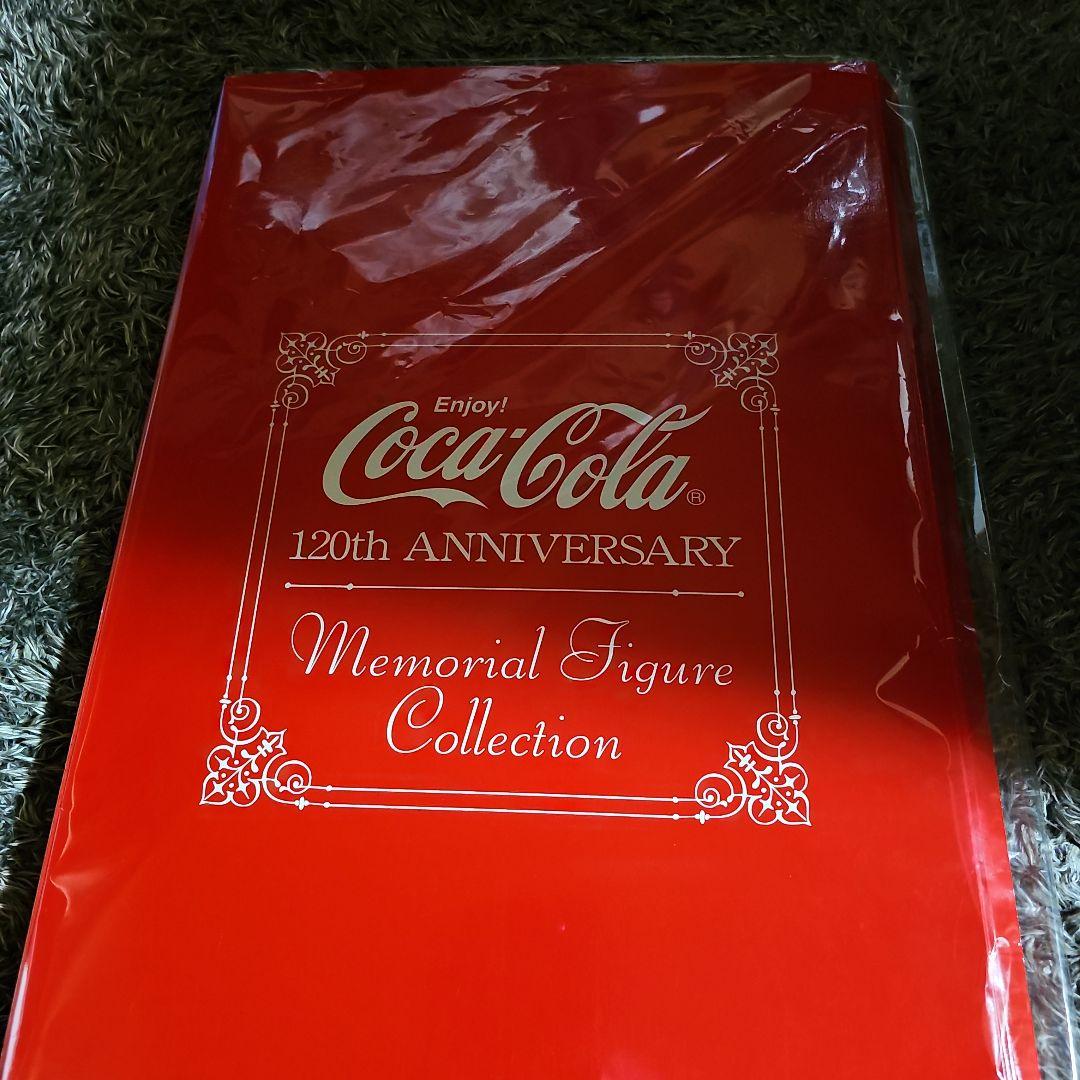 Enjoy!
Coca-Cola®
120th ANNIVERSARY
Memorial Figure
Collection